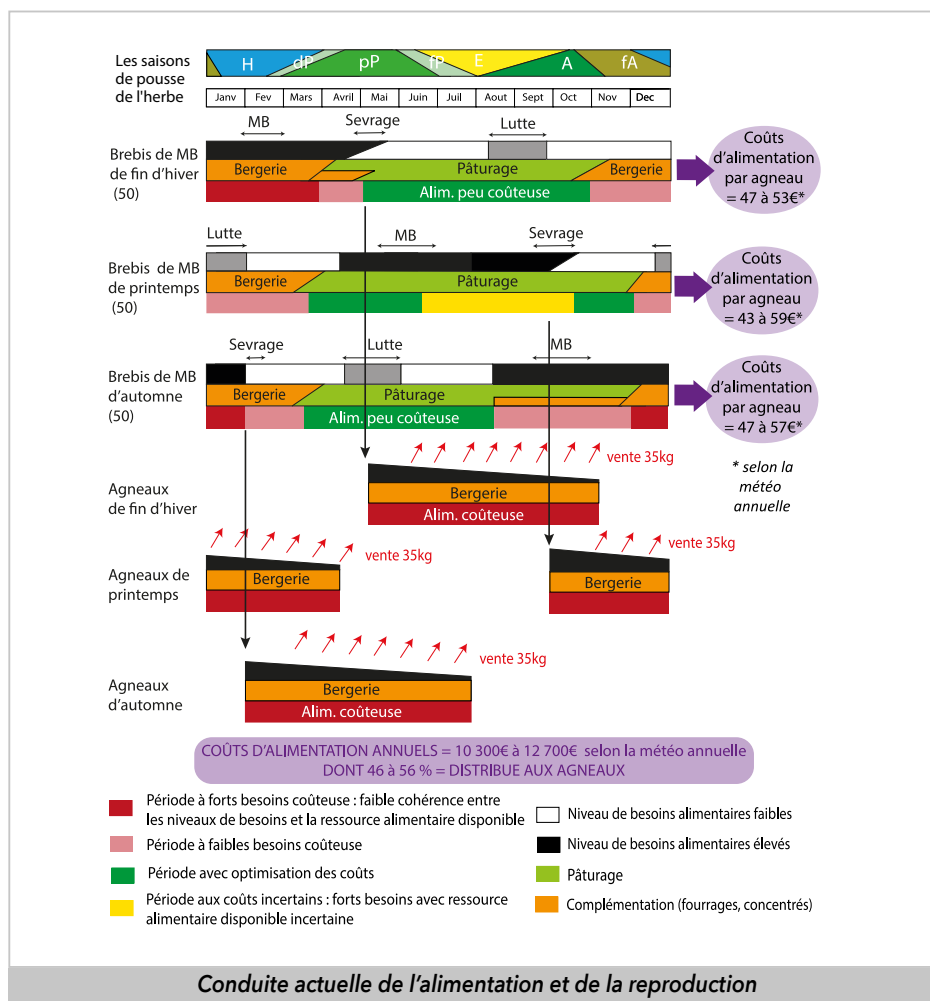 Les saisons
de pousse
de l'herbe
H dP pP fP E A fA
Janv Fev Mars Avril Mai Juin Juil Aout Sept Oct Nov Dec
MB Sevrage Lutte
Brebis de MB
de fin d'hiver
(50)
Bergerie Pâturage Bergerie
Alim. peu coûteuse
Coûts
d'alimentation
par agneau
= 47 à 53€*
Lutte MB Sevrage
Brebis de MB
de printemps
(50)
Bergerie Pâturage
Coûts
d'alimentation
par agneau
= 43 à 59€*
Sevrage Lutte MB
Brebis de MB
d'automne
(50)
Bergerie Pâturage
Alim. peu coûteuse
Coûts
d'alimentation
par agneau
= 47 à 57€*
* selon la
météo
annuelle
vente 35kg
Agneaux
de fin d'hiver
Bergerie
Alim. coûteuse
vente 35kg
vente 35kg
Agneaux de
printemps
Bergerie
Bergerie
vente 35kg
Agneaux
d'automne
Bergerie
Alim. coûteuse
COÛTS D'ALIMENTATION ANNUELS = 10 300€ à 12 700€ selon la météo annuelle
DONT 46 à 56 % = DISTRIBUE AUX AGNEAUX
Période à forts besoins coûteuse : faible cohérence entre
les niveaux de besoins et la ressource alimentaire disponible
Période à faibles besoins coûteuse
Période avec optimisation des coûts
Période aux coûts incertains : forts besoins avec ressource
alimentaire disponible incertaine
Niveau de besoins alimentaires faibles
Niveau de besoins alimentaires élevés
Pâturage
Complémentation (fourrages, concentrés)
Conduite actuelle de l'alimentation et de la reproduction